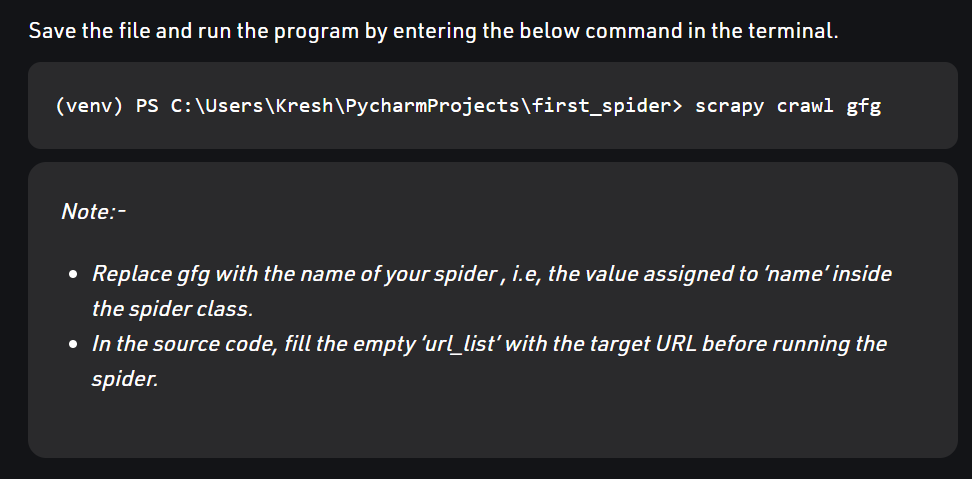 Save the file and run the program by entering the below command in the terminal.
(venv) PS C:\Users\Kresh\PycharmProjects\first_spider> scrapy crawl gfg
Note:-
• Replace gfg with the name of your spider , i.e, the value assigned to ‘name’ inside
the spider class.
• In the source code, fill the empty ‘url_list’ with the target URL before running the
spider.